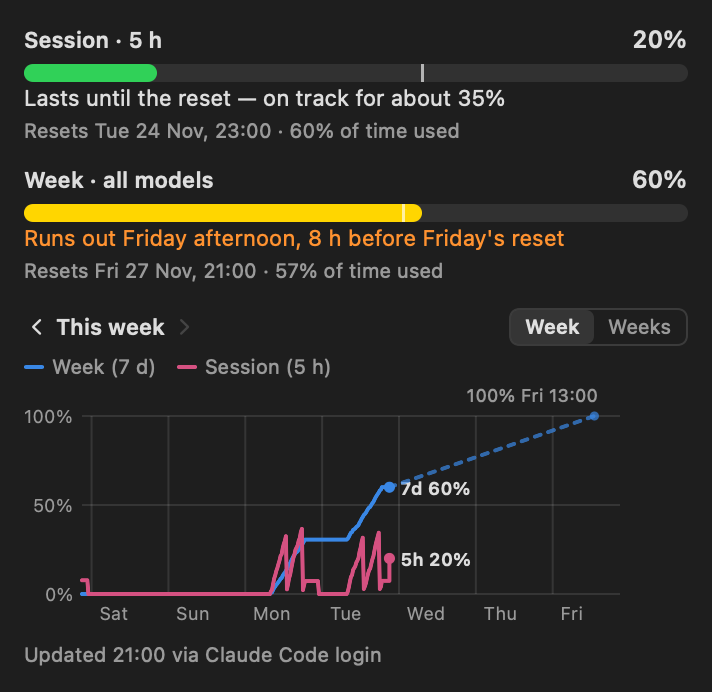 Session · 5 h 20%
Lasts until the reset — on track for about 35%
Resets Tue 24 Nov, 23:00 · 60% of time used
Week · all models 60%
Runs out Friday afternoon, 8 h before Friday's reset
Resets Fri 27 Nov, 21:00 · 57% of time used
This week Week Weeks
Week (7 d) Session (5 h)
100% Fri 13:00
100%
7d 60%
50%
5h 20%
0%
Sat Sun Mon Tue Wed Thu Fri
Updated 21:00 via Claude Code login